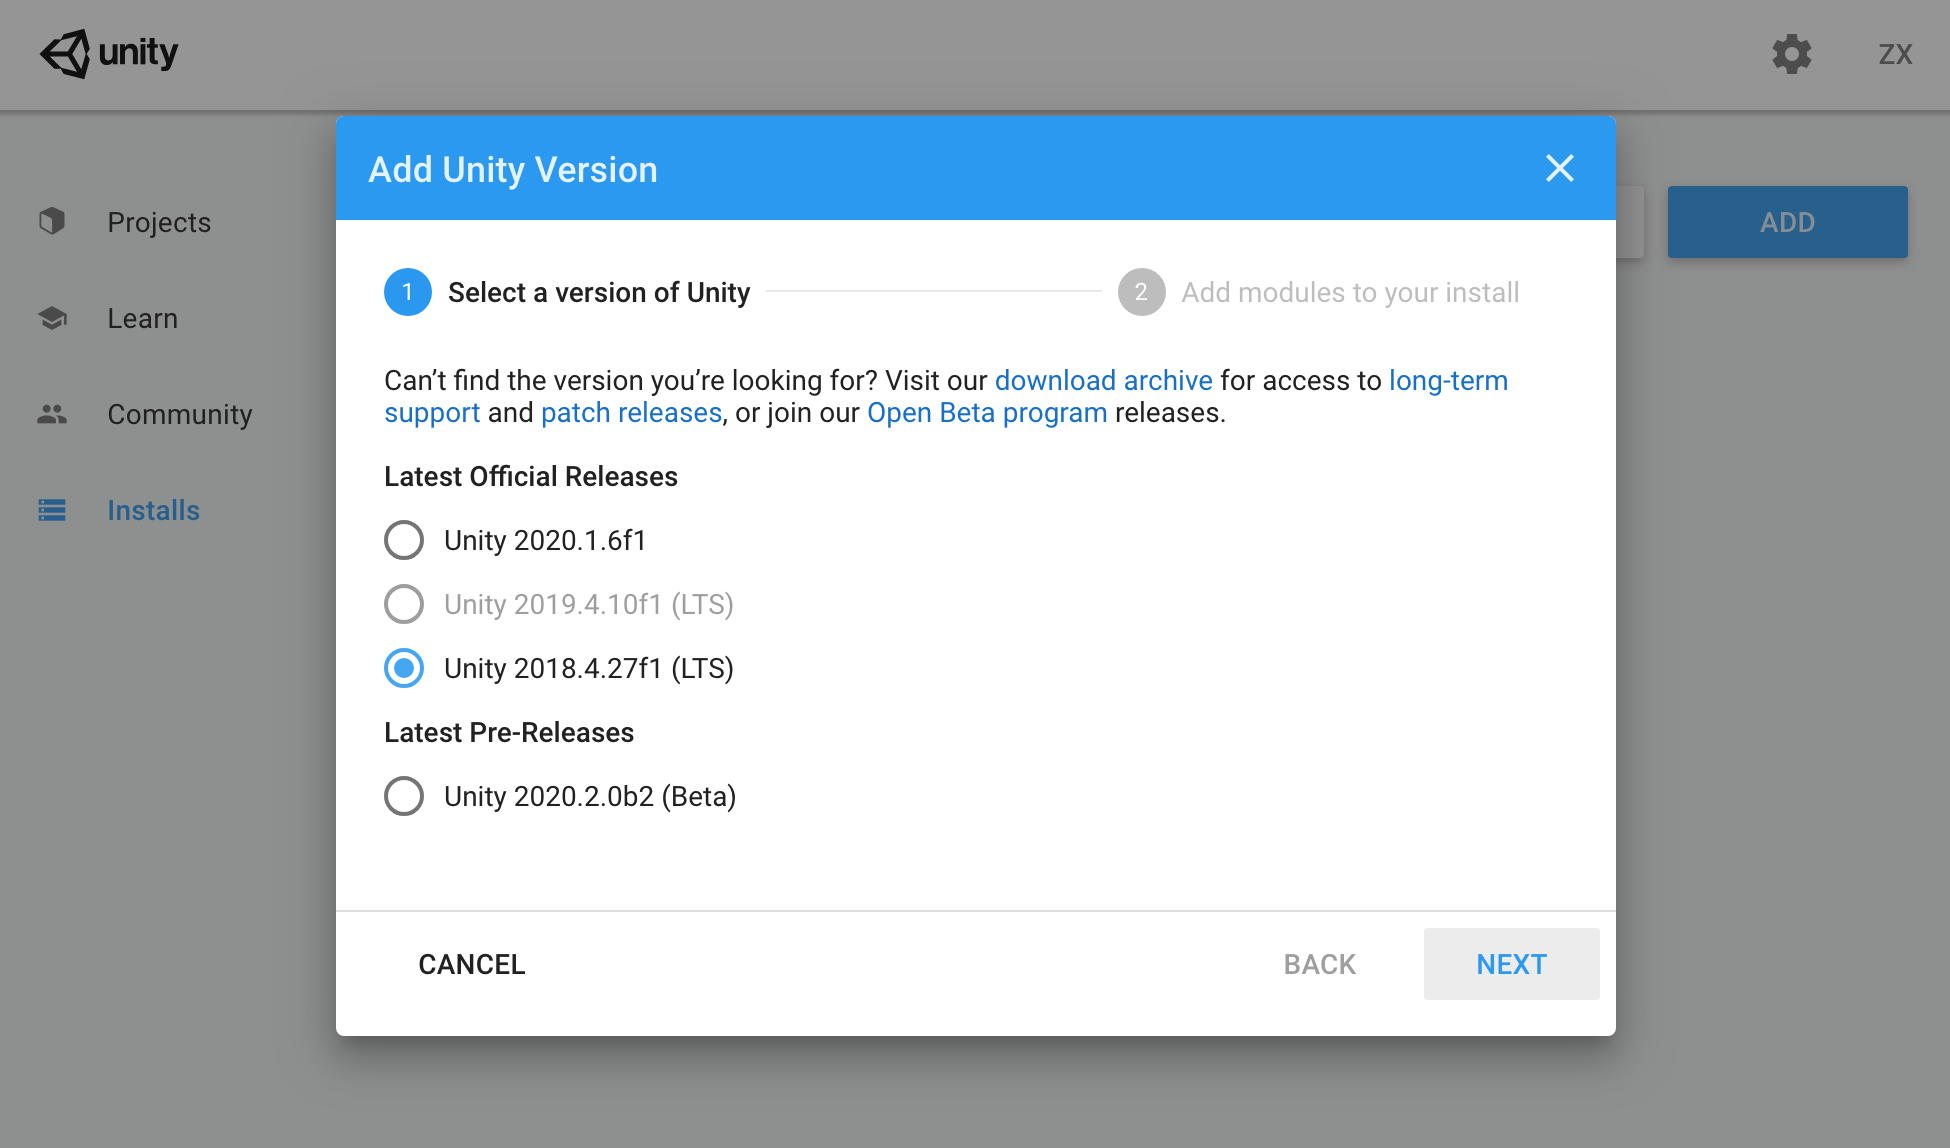 unity
ZX
Add Unity Version
Projects
ADD
1 Select a version of Unity
2 Add modules to your install
Learn
Can’t find the version you’re looking for? Visit our download archive for access to long-term
support and patch releases, or join our Open Beta program releases.
Community
Latest Official Releases
Installs
Unity 2020.1.6f1
Unity 2019.4.10f1 (LTS)
Unity 2018.4.27f1 (LTS)
Latest Pre-Releases
Unity 2020.2.0b2 (Beta)
CANCEL
BACK
NEXT